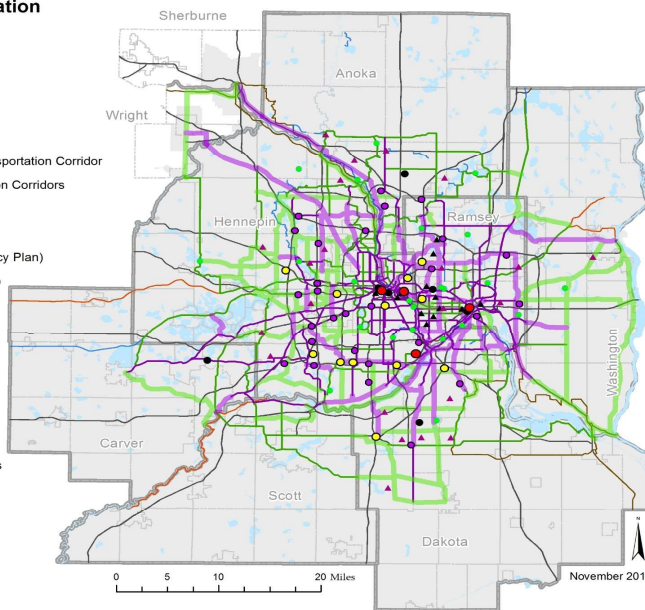 ation
Sherburne
Anoka
Wright
sportation Corridor
on Corridors
Hennepin
Ramsey
cy Plan)
Washington
Carver
s
Scott
Dakota
N
0 5 10 20 Miles
November 201